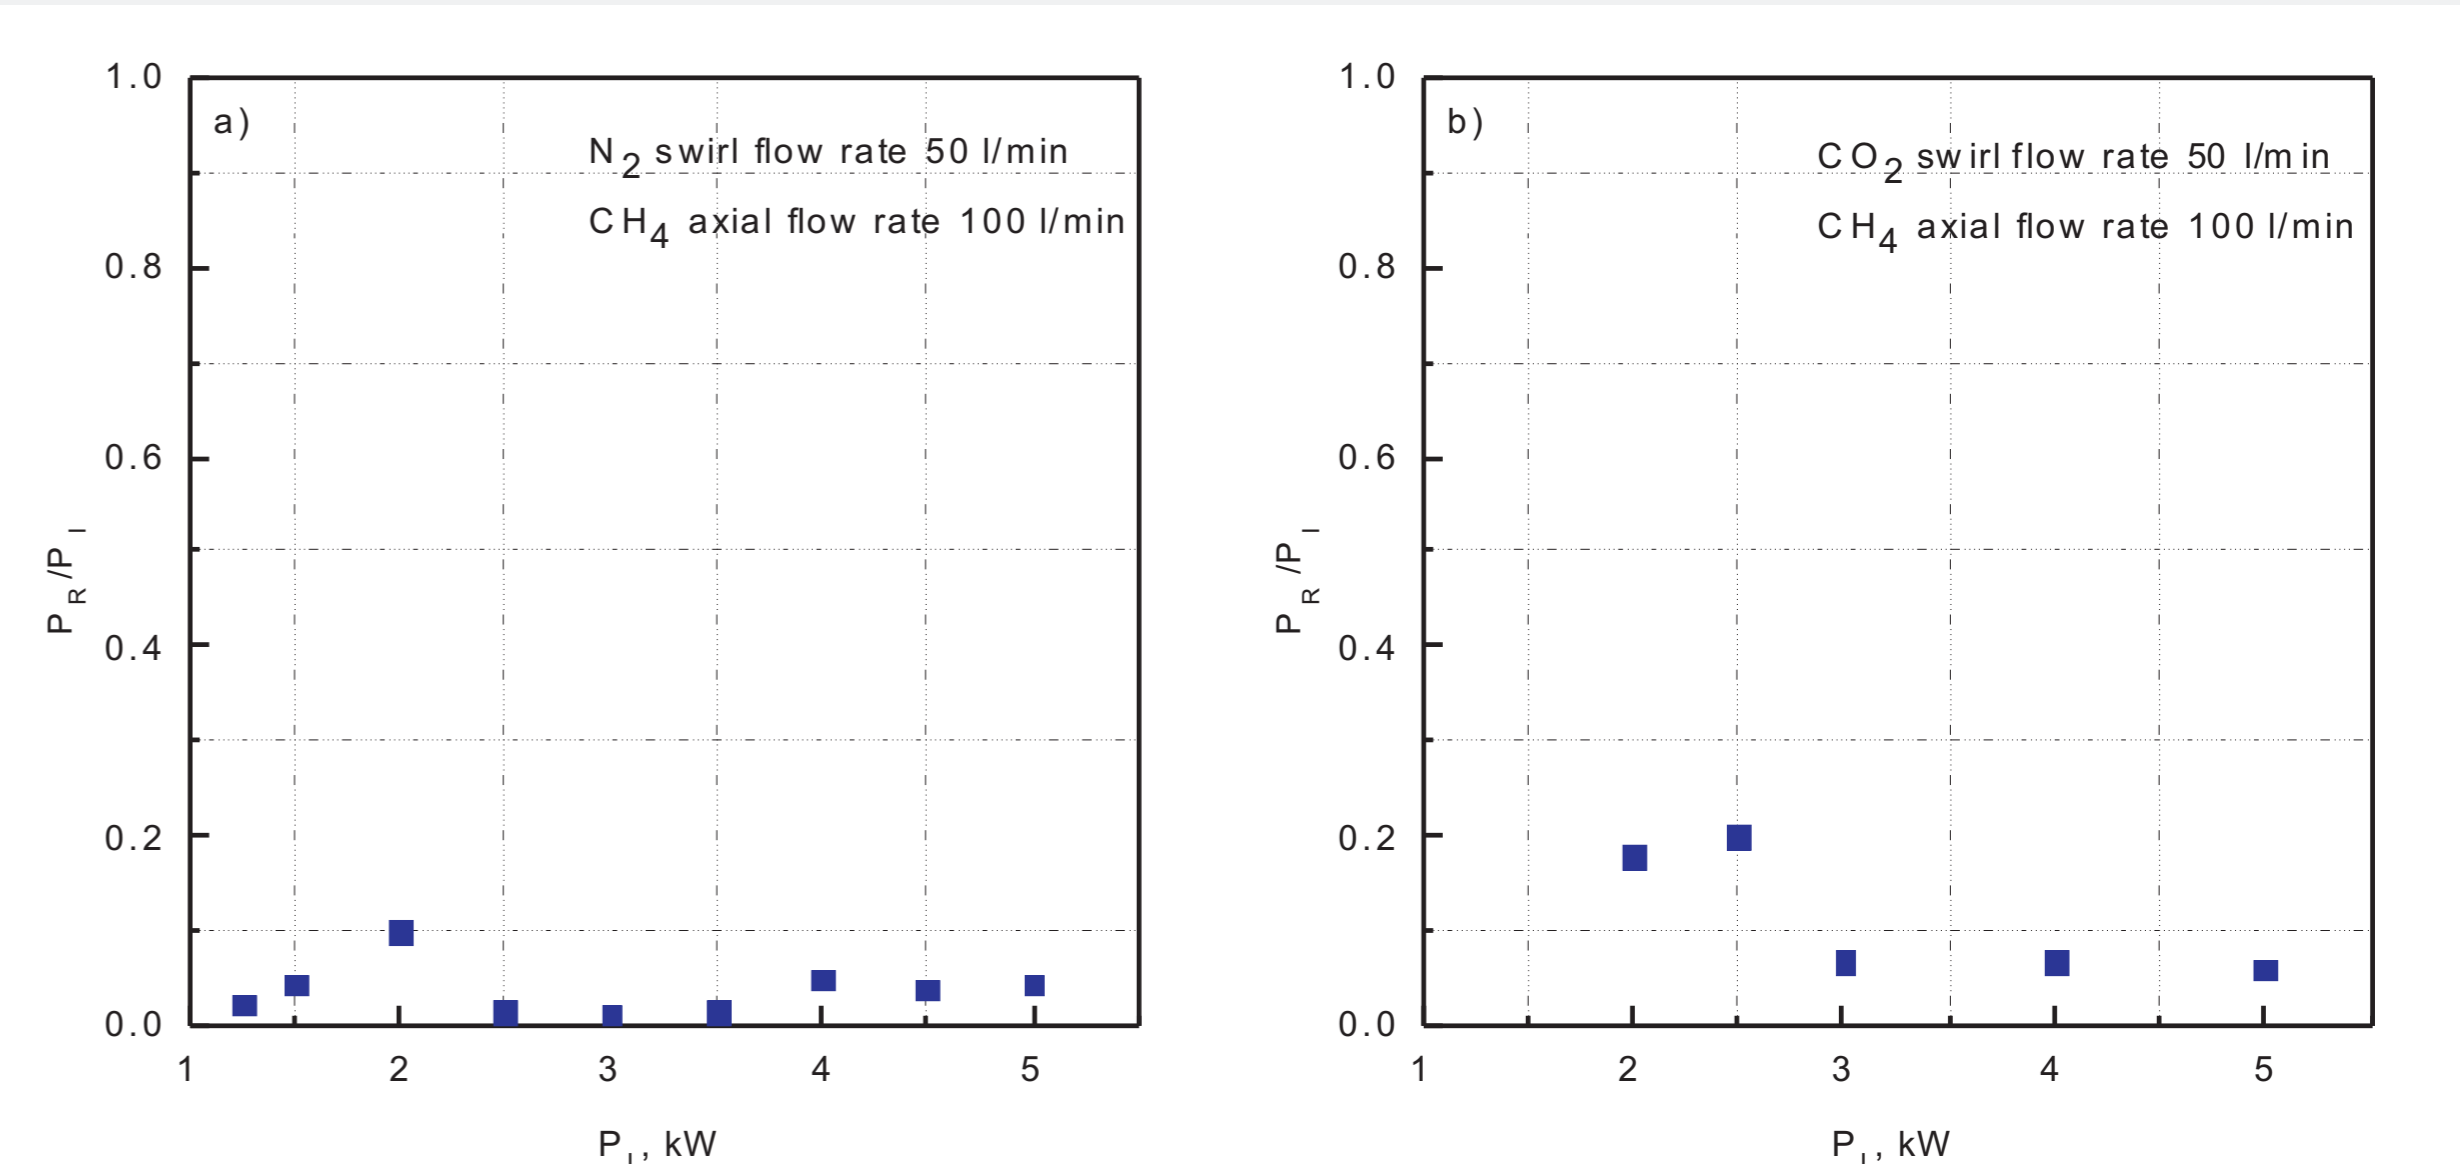 a)
N2 swirl flow rate 50 l/min
CH4 axial flow rate 100 l/min
1.0
0.8
0.6
0.4
0.2
0.0
PR/PI
1 2 3 4 5
PI, kW
b)
CO2 swirl flow rate 50 l/min
CH4 axial flow rate 100 l/min
1.0
0.8
0.6
0.4
0.2
0.0
PR/PI
1 2 3 4 5
PI, kW